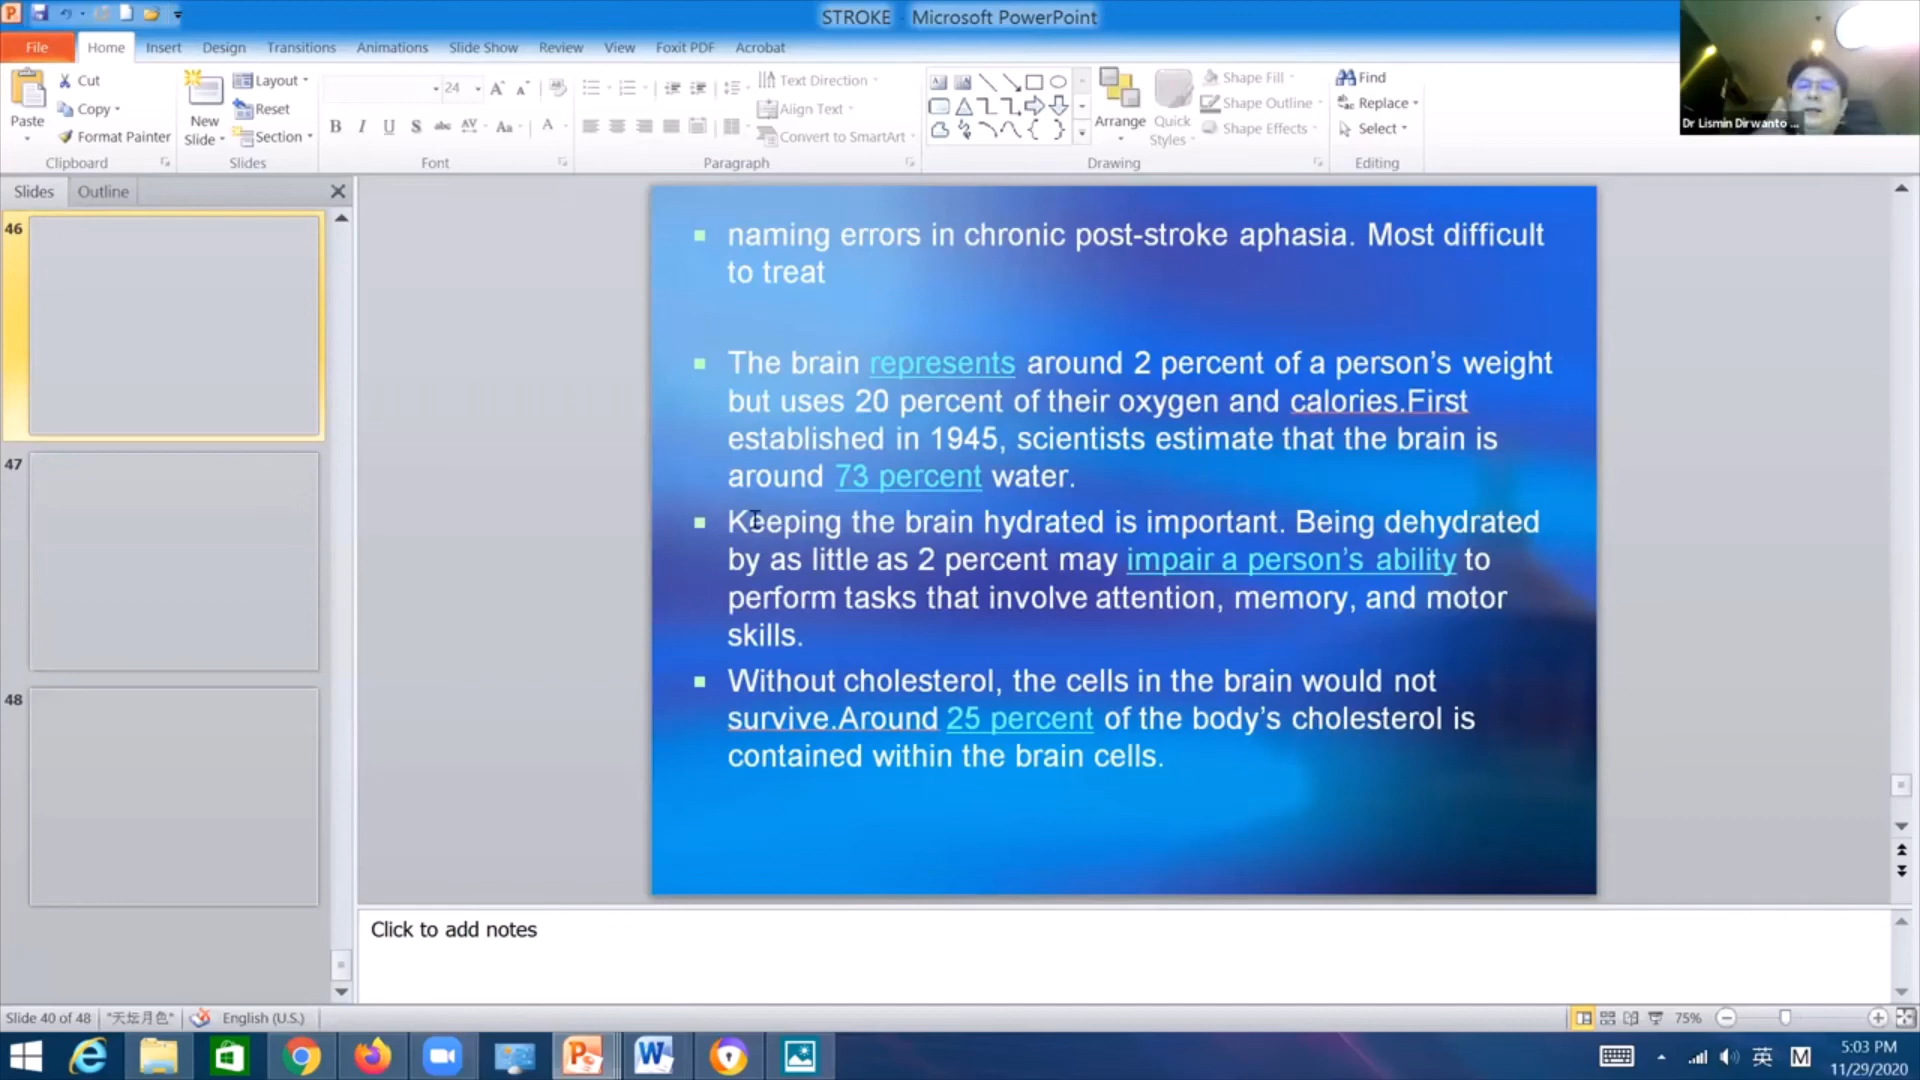 STROKE - Microsoft PowerPoint
File Home Insert Design Transitions Animations Slide Show Review View Foxit PDF Acrobat
Paste
Cut
Copy
Format Painter
Clipboard
New
Slide
Layout
Reset
Section
Slides
24
Font
Text Direction
Align Text
Convert to SmartArt
Paragraph
Arrange
Quick
Styles
Shape Fill
Shape Outline
Shape Effects
Drawing
Find
Replace
Select
Editing
Dr Lismin Dirwanto ...
Slides Outline
46
47
48
naming errors in chronic post-stroke aphasia. Most difficult
to treat
The brain represents around 2 percent of a person’s weight
but uses 20 percent of their oxygen and calories.First
established in 1945, scientists estimate that the brain is
around 73 percent water.
Keeping the brain hydrated is important. Being dehydrated
by as little as 2 percent may impair a person’s ability to
perform tasks that involve attention, memory, and motor
skills.
Without cholesterol, the cells in the brain would not
survive.Around 25 percent of the body’s cholesterol is
contained within the brain cells.
Click to add notes
Slide 40 of 48 "天坛月色" English (U.S.) 75%
英 M
5:03 PM
11/29/2020